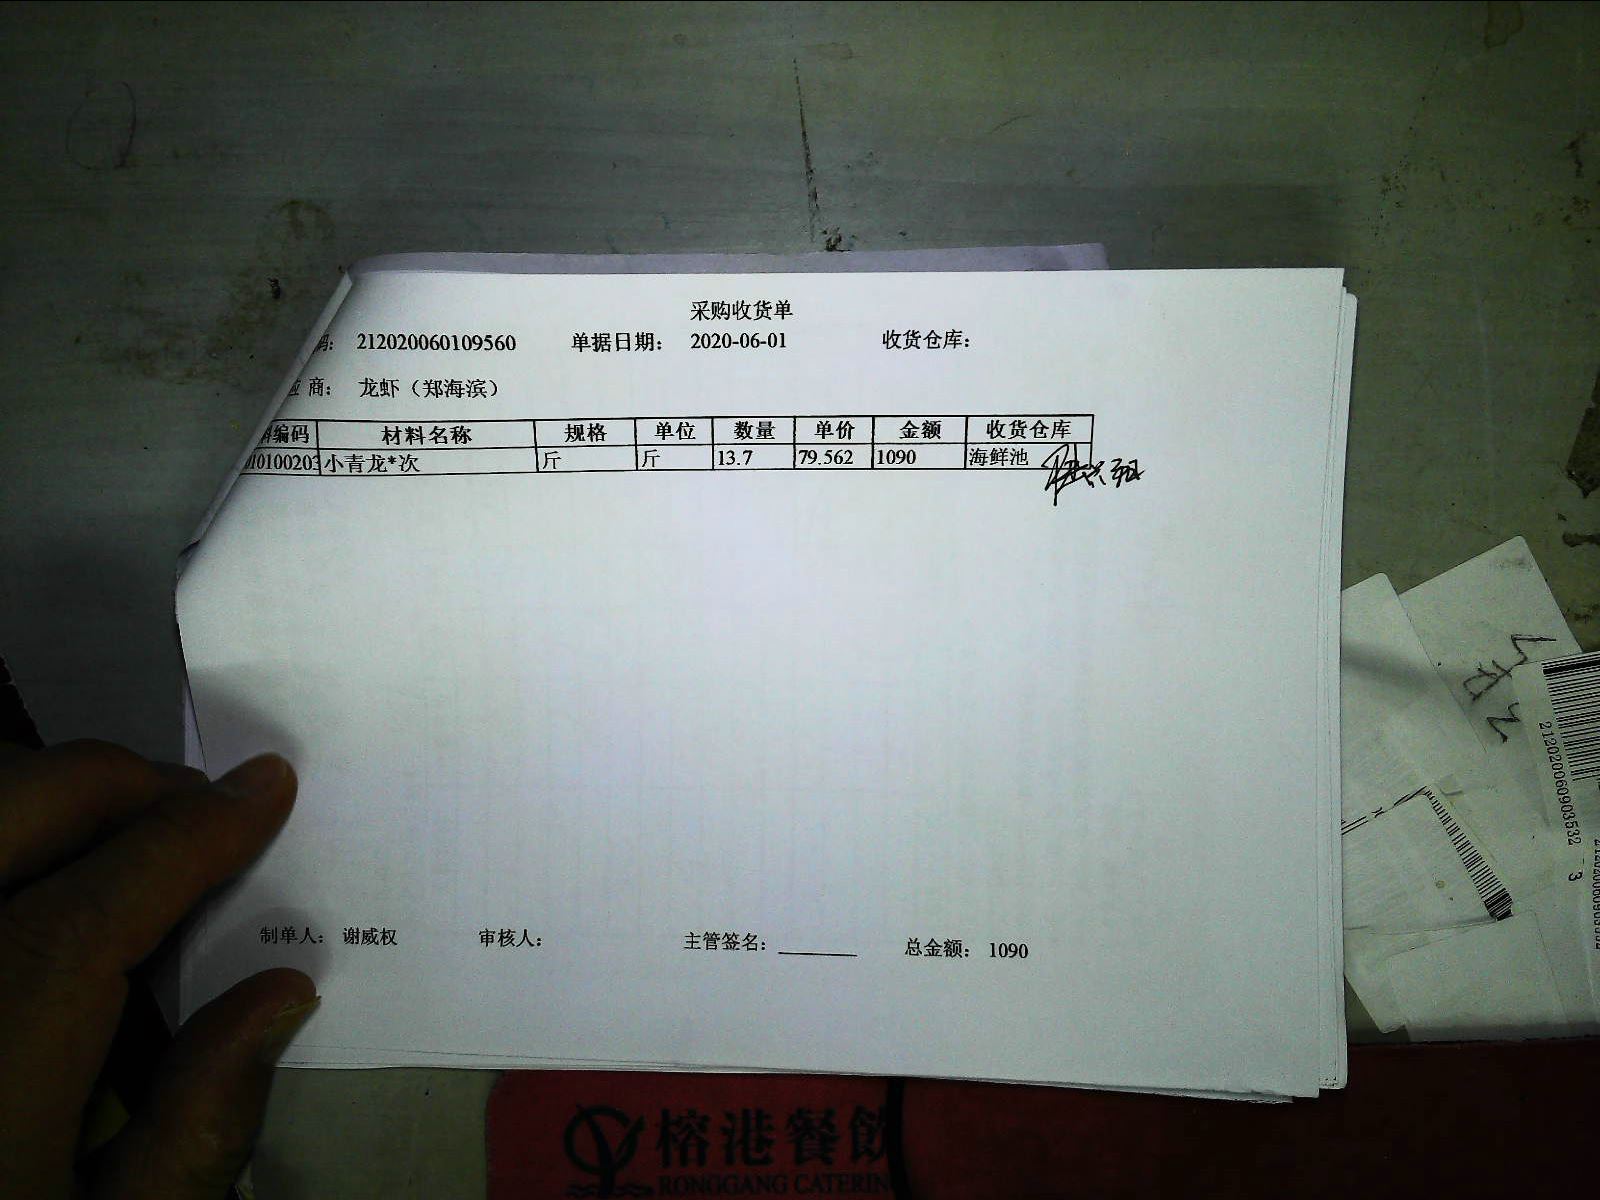 采购收货单
码： 212020060109560 单据日期： 2020-06-01 收货仓库：
应 商： 龙虾（郑海滨）
料编码 材料名称 规格 单位 数量 单价 金额 收货仓库
010100203 小青龙*次 斤 斤 13.7 79.562 1090 海鲜池
制单人： 谢威权 审核人： 主管签名： 总金额： 1090
212020060903532 3
榕港餐飲
RONGGANG CATERIN